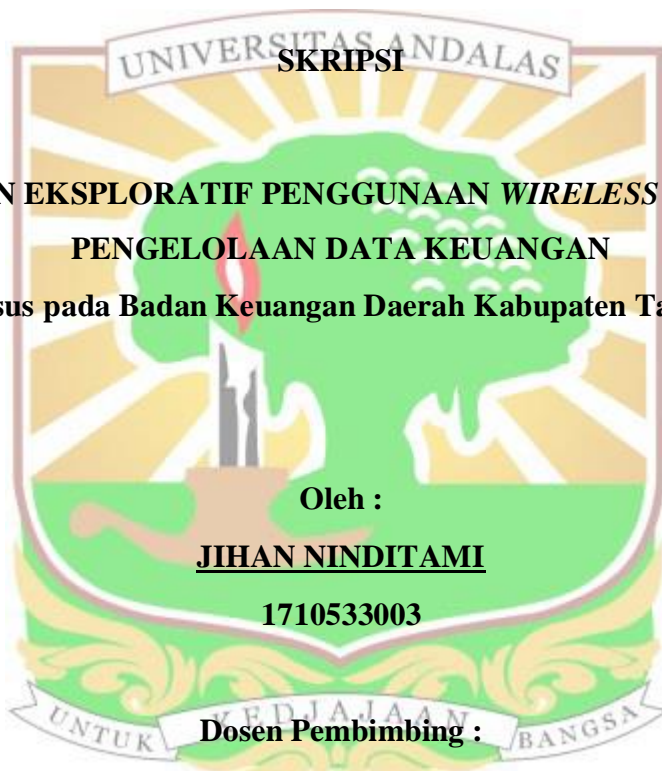 UNIVERSITAS ANDALAS
SKRIPSI
N EKSPLORATIF PENGGUNAAN WIRELESS
PENGELOLAAN DATA KEUANGAN
sus pada Badan Keuangan Daerah Kabupaten Ta
Oleh :
JIHAN NINDITAMI
1710533003
UNTUK KEDJAJAAN BANGSA
Dosen Pembimbing :